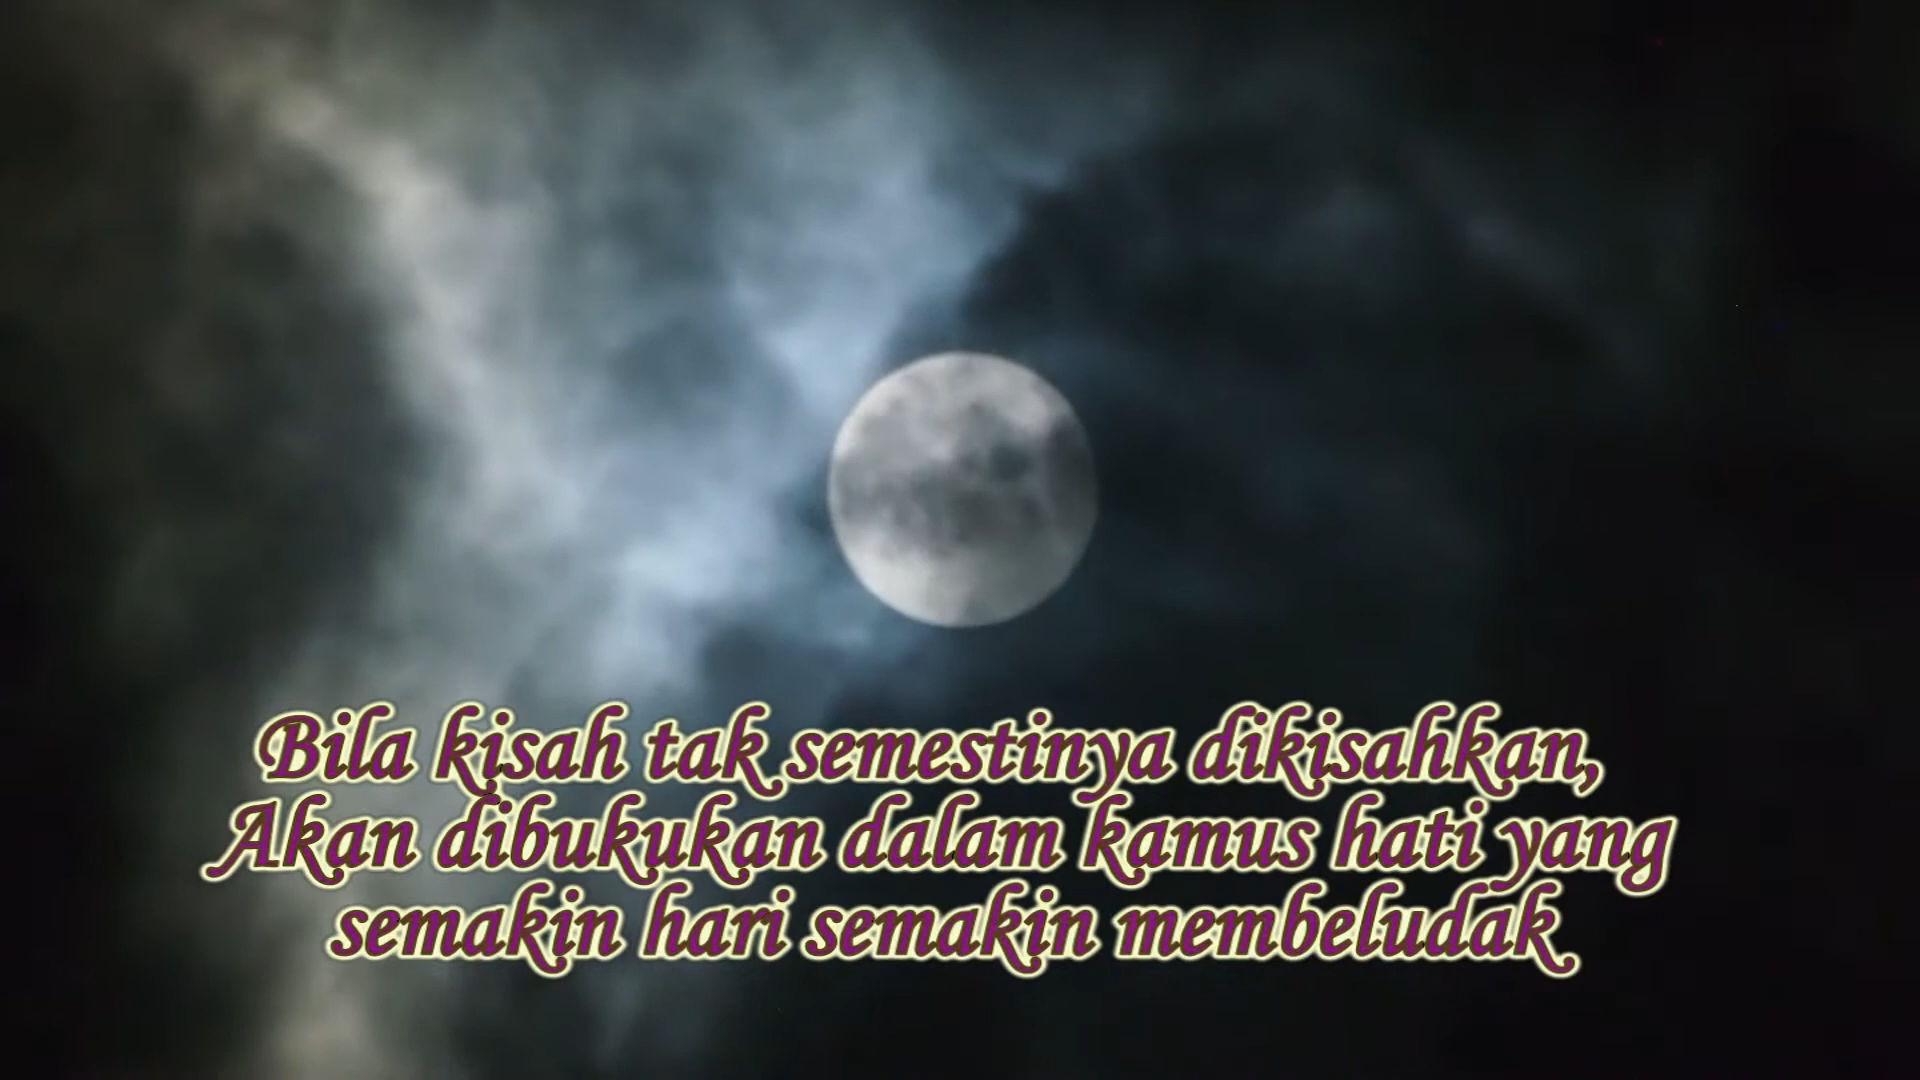 Bila kisah tak semestinya dikisahkan,
Akan dibukukan dalam kamus hati yang
semakin hari semakin membeludak